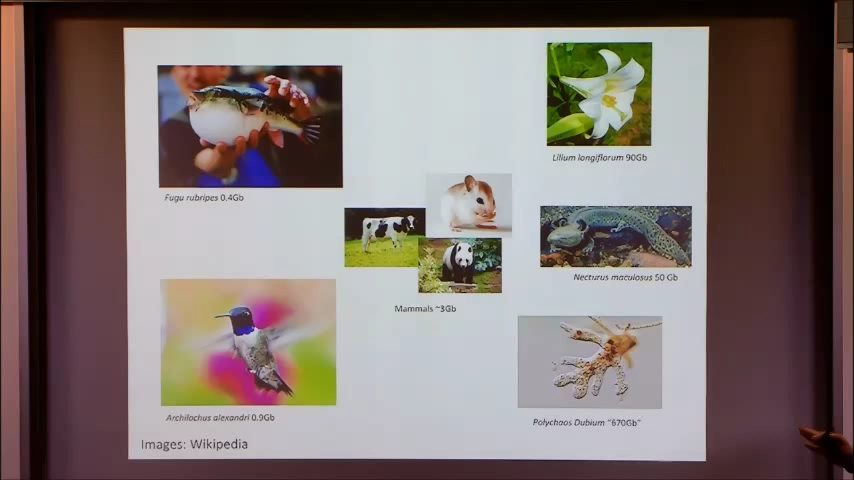 Lilium longiflorum 90Gb
Fugu rubripes 0.4Gb
Necturus maculosus 50 Gb
Mammals ~3Gb
Archilochus alexandri 0.9Gb
Polychaos Dubium "670Gb"
Images: Wikipedia